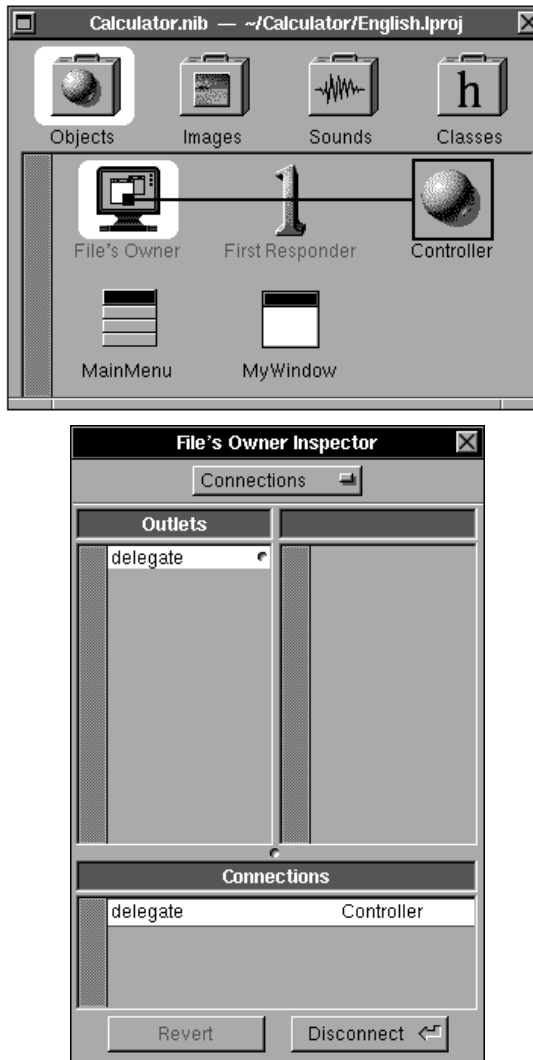 Calculator.nib — ~/Calculator/English.lproj
Objects Images Sounds Classes
File's Owner First Responder Controller
MainMenu MyWindow
File's Owner Inspector
Connections
Outlets
delegate
Connections
delegate Controller
Revert Disconnect